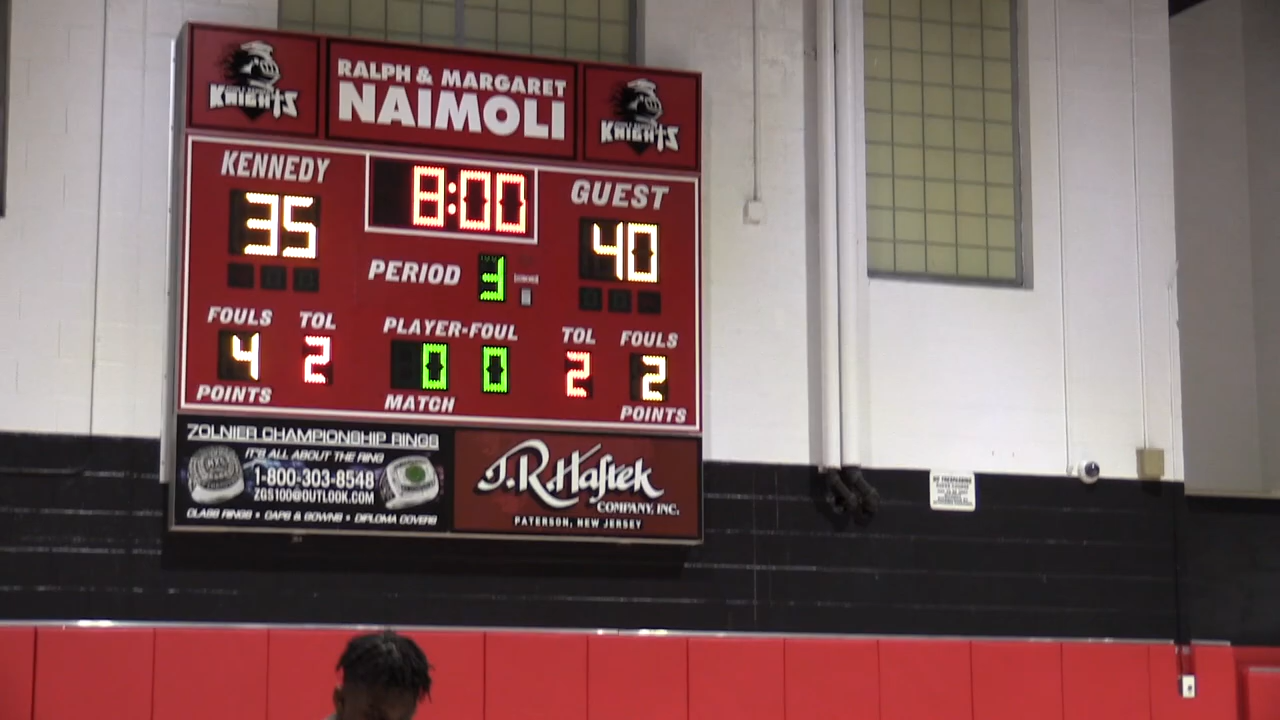 KNIGHTS
RALPH & MARGARET
NAIMOLI
KNIGHTS
KENNEDY
8:00
GUEST
35
40
PERIOD 3
FOULS TOL PLAYER-FOUL TOL FOULS
4 2 0 0 2 2
POINTS MATCH POINTS
ZOLNIER CHAMPIONSHIP RINGS
IT'S ALL ABOUT THE RING
1-800-303-8548
ZGS100@OUTLOOK.COM
CLASS RINGS • CAPS & GOWNS • DIPLOMA COVERS
J.R.Haftek
COMPANY, INC.
PATERSON, NEW JERSEY
NO TRESPASSING